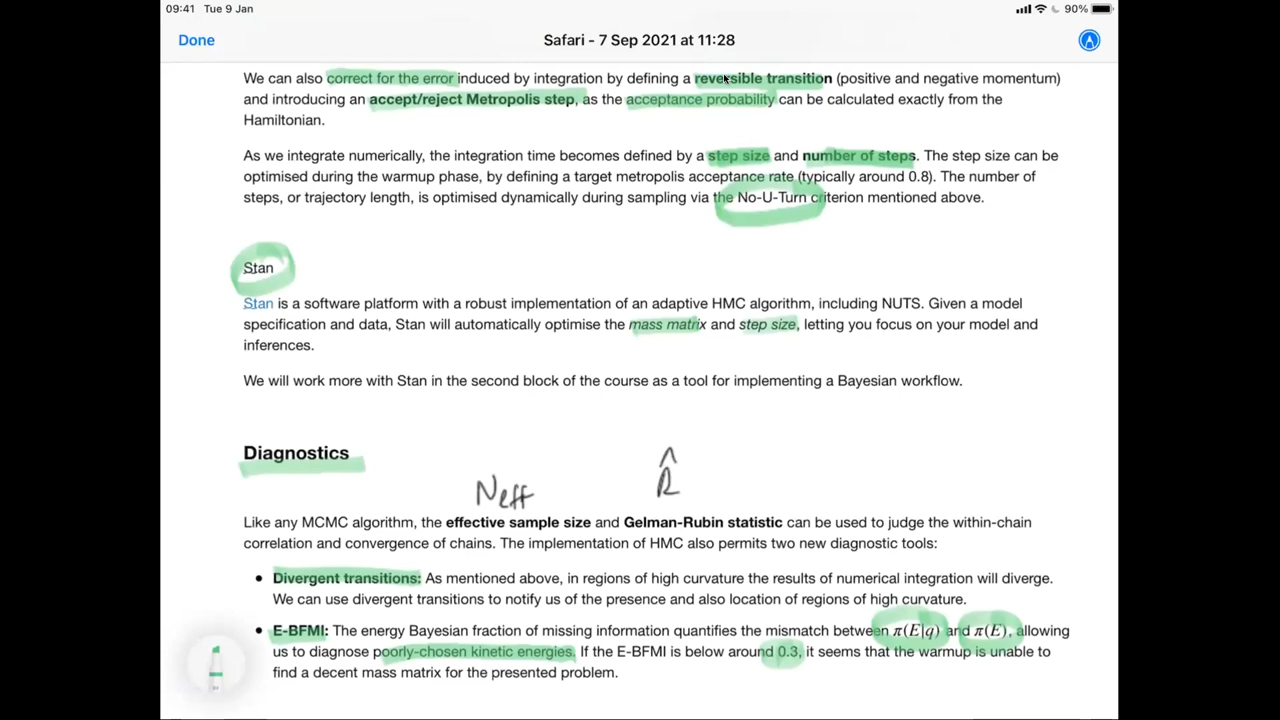 09:41 Tue 9 Jan 90%
Done Safari - 7 Sep 2021 at 11:28
We can also correct for the error induced by integration by defining a reversible transition (positive and negative momentum)
and introducing an accept/reject Metropolis step, as the acceptance probability can be calculated exactly from the
Hamiltonian.
As we integrate numerically, the integration time becomes defined by a step size and number of steps. The step size can be
optimised during the warmup phase, by defining a target metropolis acceptance rate (typically around 0.8). The number of
steps, or trajectory length, is optimised dynamically during sampling via the No-U-Turn criterion mentioned above.
Stan
Stan is a software platform with a robust implementation of an adaptive HMC algorithm, including NUTS. Given a model
specification and data, Stan will automatically optimise the mass matrix and step size, letting you focus on your model and
inferences.
We will work more with Stan in the second block of the course as a tool for implementing a Bayesian workflow.
Diagnostics
Neff R̂
Like any MCMC algorithm, the effective sample size and Gelman-Rubin statistic can be used to judge the within-chain
correlation and convergence of chains. The implementation of HMC also permits two new diagnostic tools:
• Divergent transitions: As mentioned above, in regions of high curvature the results of numerical integration will diverge.
We can use divergent transitions to notify us of the presence and also location of regions of high curvature.
• E-BFMI: The energy Bayesian fraction of missing information quantifies the mismatch between π(E|q) and π(E), allowing
us to diagnose poorly-chosen kinetic energies. If the E-BFMI is below around 0.3, it seems that the warmup is unable to
find a decent mass matrix for the presented problem.